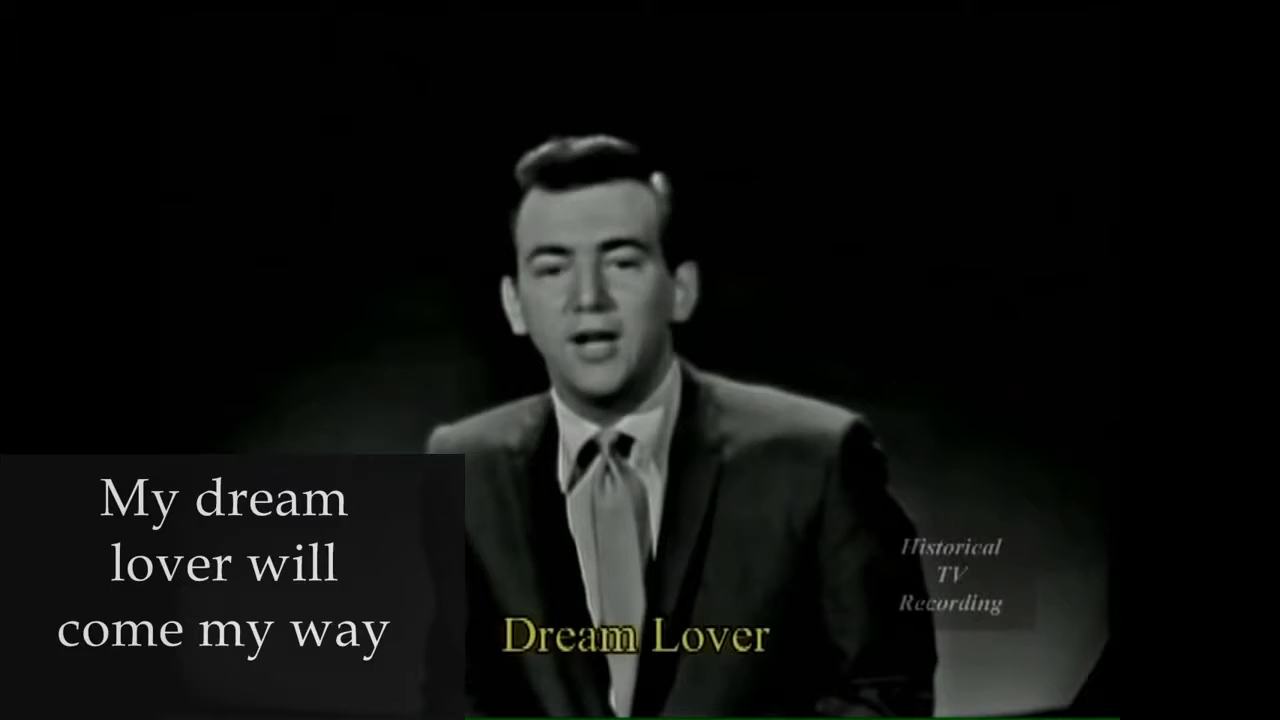 My dream
lover will
come my way
Historical
TV
Recording
Dream Lover